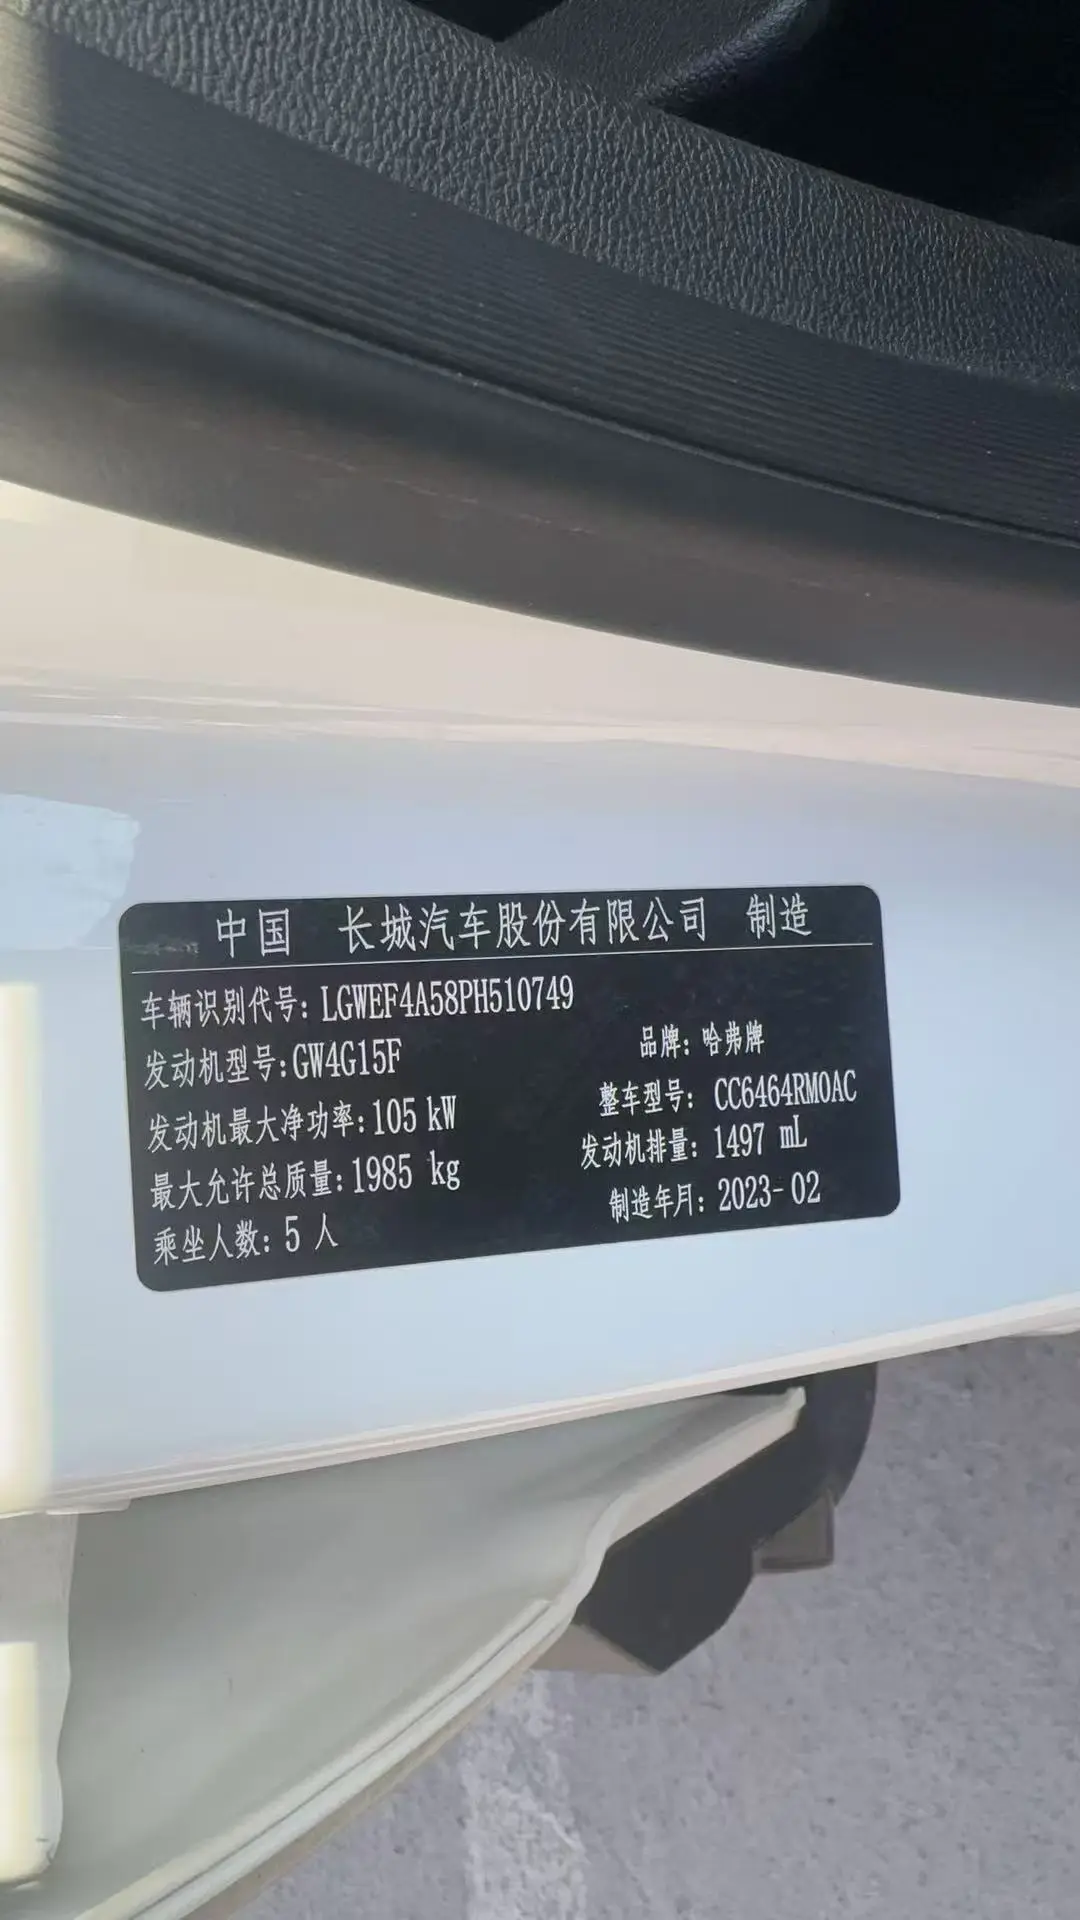 中国 长城汽车股份有限公司 制造
车辆识别代号: LGWEF4A58PH510749
发动机型号:GW4G15F
品牌: 哈弗牌
发动机最大净功率:105 kW
整车型号: CC6464RM0AC
最大允许总质量:1985 kg
发动机排量: 1497 mL
乘坐人数: 5 人
制造年月: 2023-02